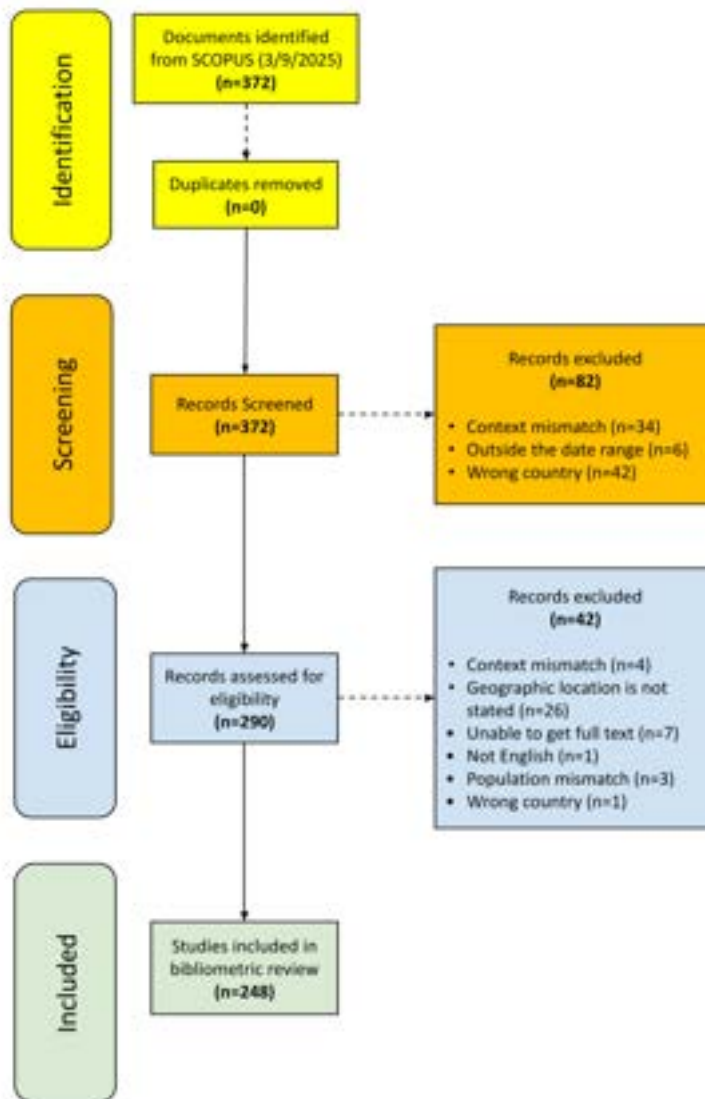 Identification
Documents identified
from SCOPUS (3/9/2025)
(n=372)
Duplicates removed
(n=0)
Screening
Records Screened
(n=372)
Records excluded
(n=82)
• Context mismatch (n=34)
• Outside the date range (n=6)
• Wrong country (n=42)
Eligibility
Records assessed for
eligibility
(n=290)
Records excluded
(n=42)
• Context mismatch (n=4)
• Geographic location is not
stated (n=26)
• Unable to get full text (n=7)
• Not English (n=1)
• Population mismatch (n=3)
• Wrong country (n=1)
Included
Studies included in
bibliometric review
(n=248)